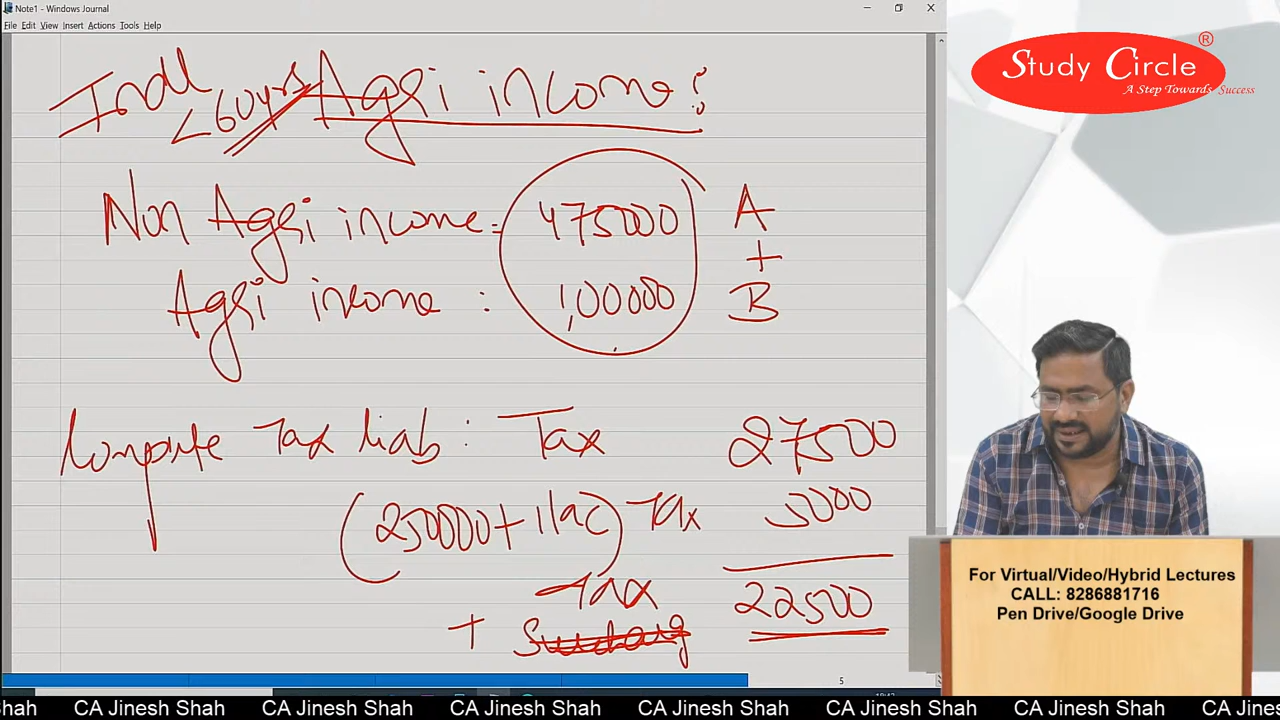 Note1 - Windows Journal
File Edit View Insert Actions Tools Help
Indl <60yrs Agri income:
Non Agri income = 475000 A
+
Agri income : 1,00000 B
Compute Tax liab : Tax 27500
(250000+1lac) Tax 5000
Tax 22500
+ Surcharg
5
Study Circle ®
A Step Towards Success
For Virtual/Video/Hybrid Lectures
CALL: 8286881716
Pen Drive/Google Drive
Shah CA Jinesh Shah CA Jinesh Shah CA Jinesh Shah CA Jinesh Shah CA Jinesh Shah CA Jines